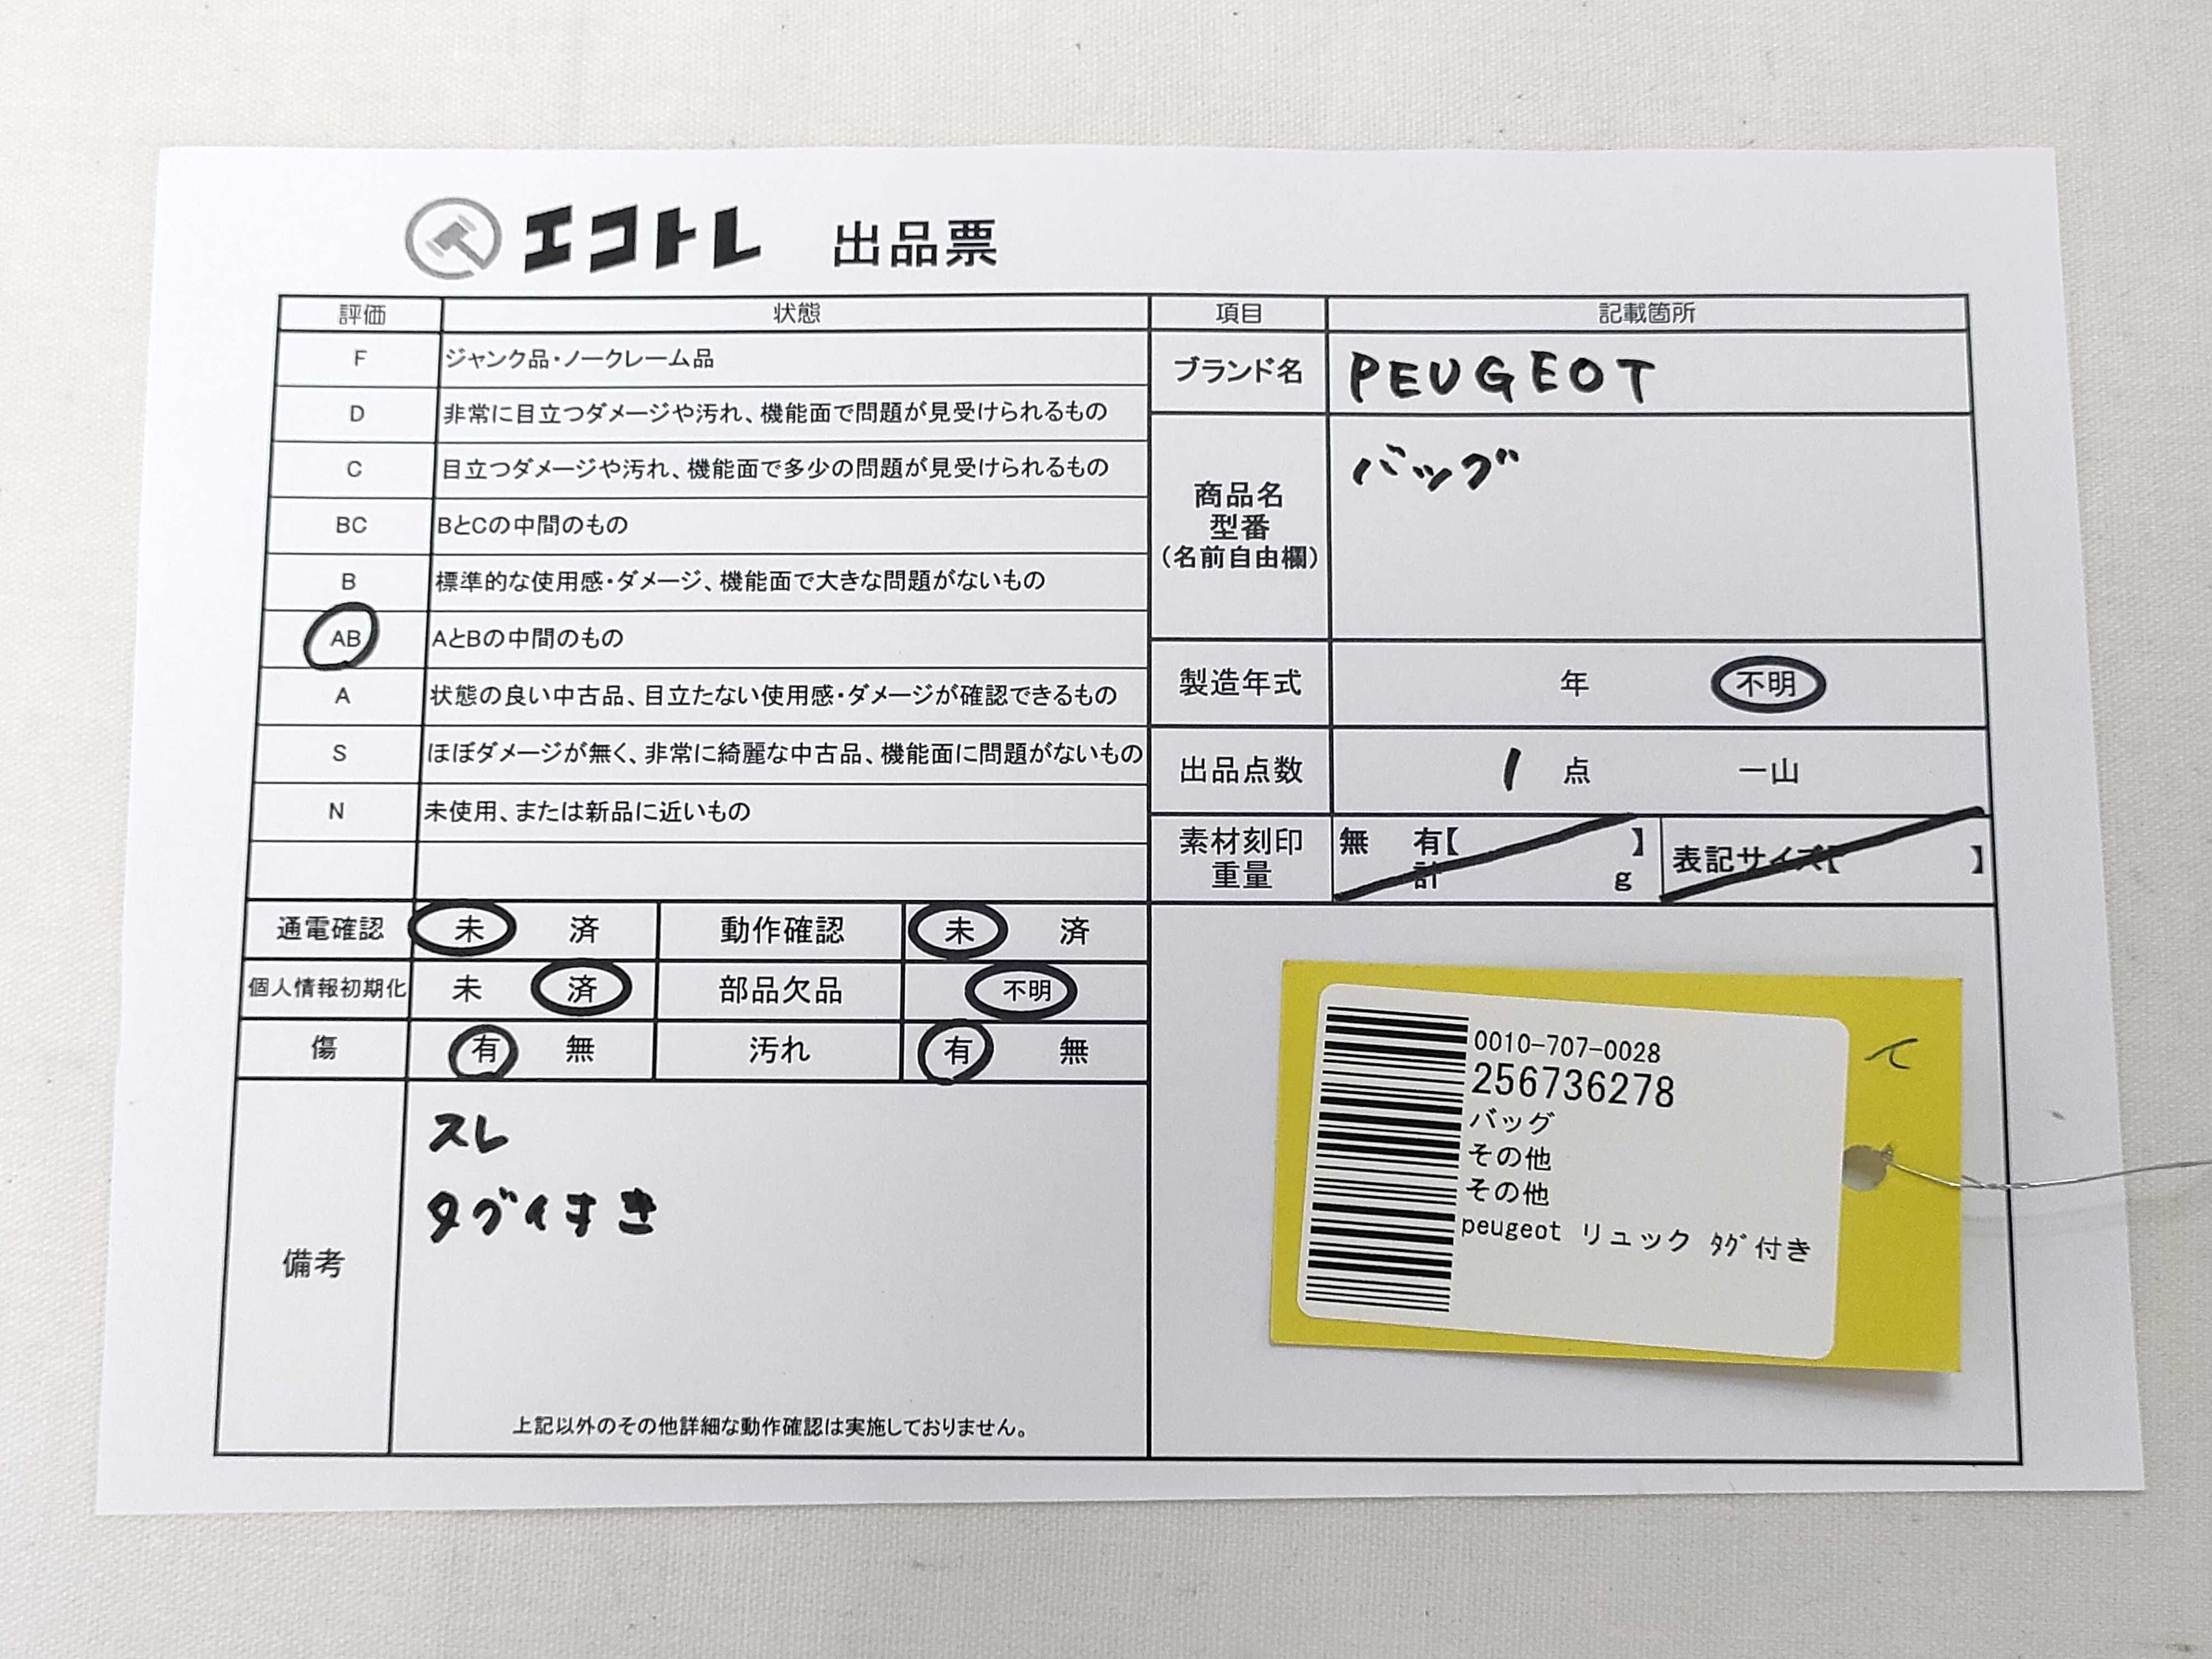 エコトレ 出品票
評価 状態
F ジャンク品・ノークレーム品
D 非常に目立つダメージや汚れ、機能面で問題が見受けられるもの
C 目立つダメージや汚れ、機能面で多少の問題が見受けられるもの
BC BとCの中間のもの
B 標準的な使用感・ダメージ、機能面で大きな問題がないもの
AB AとBの中間のもの
A 状態の良い中古品、目立たない使用感・ダメージが確認できるもの
S ほぼダメージが無く、非常に綺麗な中古品、機能面に問題がないもの
N 未使用、または新品に近いもの
通電確認 未 済 動作確認 未 済
個人情報初期化 未 済 部品欠品 不明
傷 有 無 汚れ 有 無
備考
スレ
タグ付き
上記以外のその他詳細な動作確認は実施しておりません。
項目 記載箇所
ブランド名 PEUGEOT
商品名
型番
(名前自由欄)
バッグ
製造年式 年 不明
出品点数 1 点 一山
素材刻印 無 有【 】
重量 計 g
表記サイズ【 】
0010-707-0028
256736278
バッグ
その他
その他
peugeot リュック ﾀｸﾞ付き